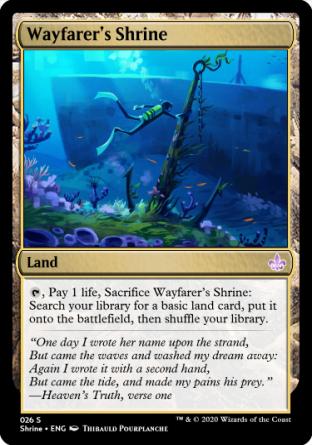 Wayfarer's Shrine
Land
, Pay 1 life, Sacrifice Wayfarer's Shrine:
Search your library for a basic land card, put it
onto the battlefield, then shuffle your library.
“One day I wrote her name upon the strand,
But came the waves and washed my dream away:
Again I wrote it with a second hand,
But came the tide, and made my pains his prey.”
—Heaven's Truth, verse one
026 S
Shrine • ENG Thibauld Pourplanche
™ & © 2020 Wizards of the Coast